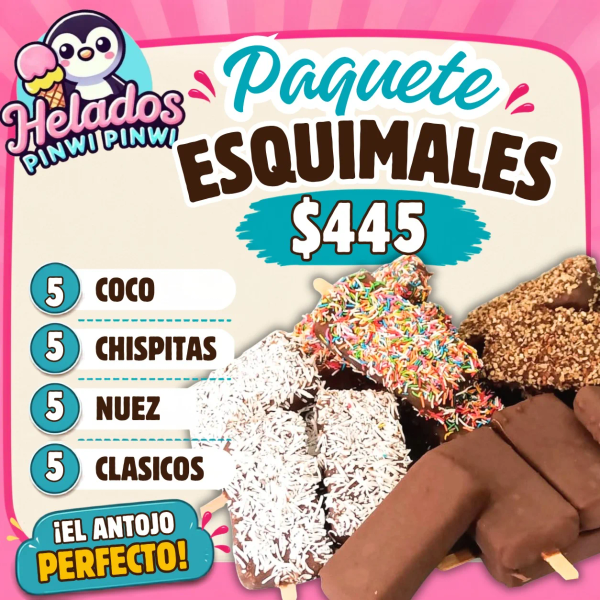 Helados
PINWI PINWI
Paquete
ESQUIMALES
$445
5 COCO
5 CHISPITAS
5 NUEZ
5 CLASICOS
¡EL ANTOJO
PERFECTO!